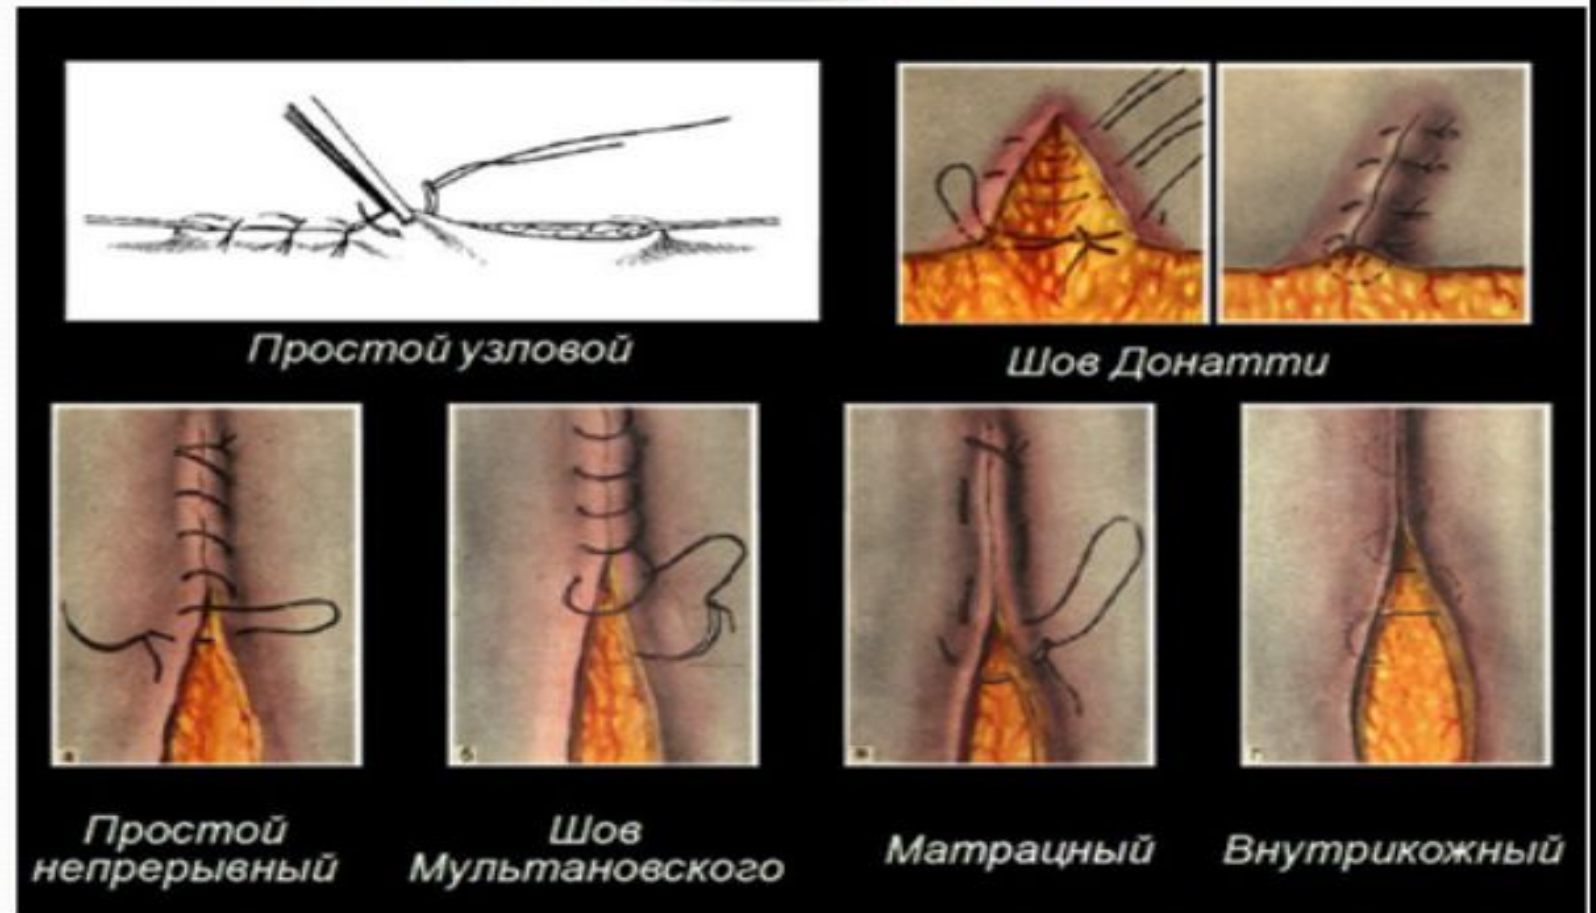 Простой узловой
Шов Донатти
а
б
в
г
Простой
непрерывный
Шов
Мультановского
Матрацный
Внутрикожный